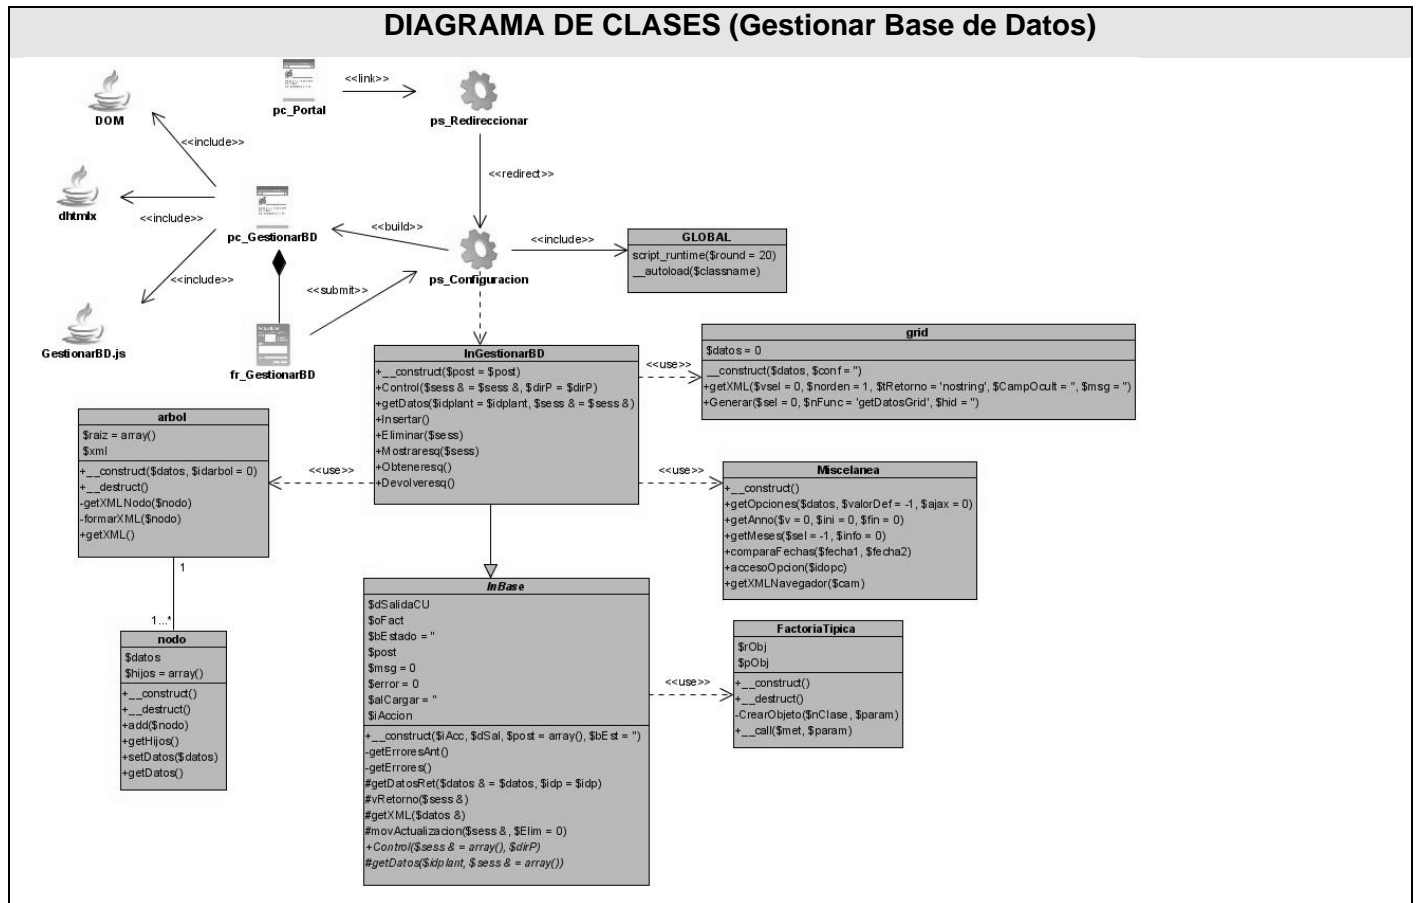 DIAGRAMA DE CLASES (Gestionar Base de Datos)
DOM
pc_Portal
<<link>>
ps_Redireccionar
<<include>>
<<redirect>>
dhtmlx
<<include>>
pc_GestionarBD
<<build>>
ps_Configuracion
<<include>>
GLOBAL
script_runtime($round = 20)
__autoload($classname)
<<include>>
<<submit>>
GestionarBD.js
fr_GestionarBD
InGestionarBD
+__construct($post = $post)
+Control($sess & = $sess &, $dirP = $dirP)
+getDatos($idplant = $idplant, $sess & = $sess &)
+Insertar()
+Eliminar($sess)
+Mostraresq($sess)
+Obteneresq()
+Devolveresq()
<<use>>
grid
$datos = 0
__construct($datos, $conf = '')
+getXML($vsel = 0, $norden = 1, $tRetorno = 'nostring', $CampOcult = '', $msg = '')
+Generar($sel = 0, $nFunc = 'getDatosGrid', $hid = '')
arbol
$raiz = array()
$xml
+__construct($datos, $idarbol = 0)
+__destruct()
-getXMLNodo($nodo)
-formarXML($nodo)
+getXML()
<<use>>
<<use>>
Miscelanea
+__construct()
+getOpciones($datos, $valorDef = -1, $ajax = 0)
+getAnno($v = 0, $ini = 0, $fin = 0)
+getMeses($sel = -1, $info = 0)
+comparaFechas($fecha1, $fecha2)
+accesoOpcion($idopc)
+getXMLNavegador($cam)
1
1...*
nodo
$datos
$hijos = array()
+__construct()
+__destruct()
+add($nodo)
+getHijos()
+setDatos($datos)
+getDatos()
InBase
$dSalidaCU
$oFact
$bEstado = ''
$post
$msg = 0
$error = 0
$alCargar = ''
$iAccion
+__construct($iAcc, $dSal, $post = array(), $bEst = '')
-getErroresAnt()
-getErrores()
#getDatosRet($datos & = $datos, $idp = $idp)
#vRetorno($sess &)
#getXML($datos &)
#movActualizacion($sess &, $Elim = 0)
+Control($sess & = array(), $dirP)
#getDatos($idplant, $sess & = array())
<<use>>
FactoriaTipica
$rObj
$pObj
+__construct()
+__destruct()
-CrearObjeto($nClase, $param)
+__call($met, $param)